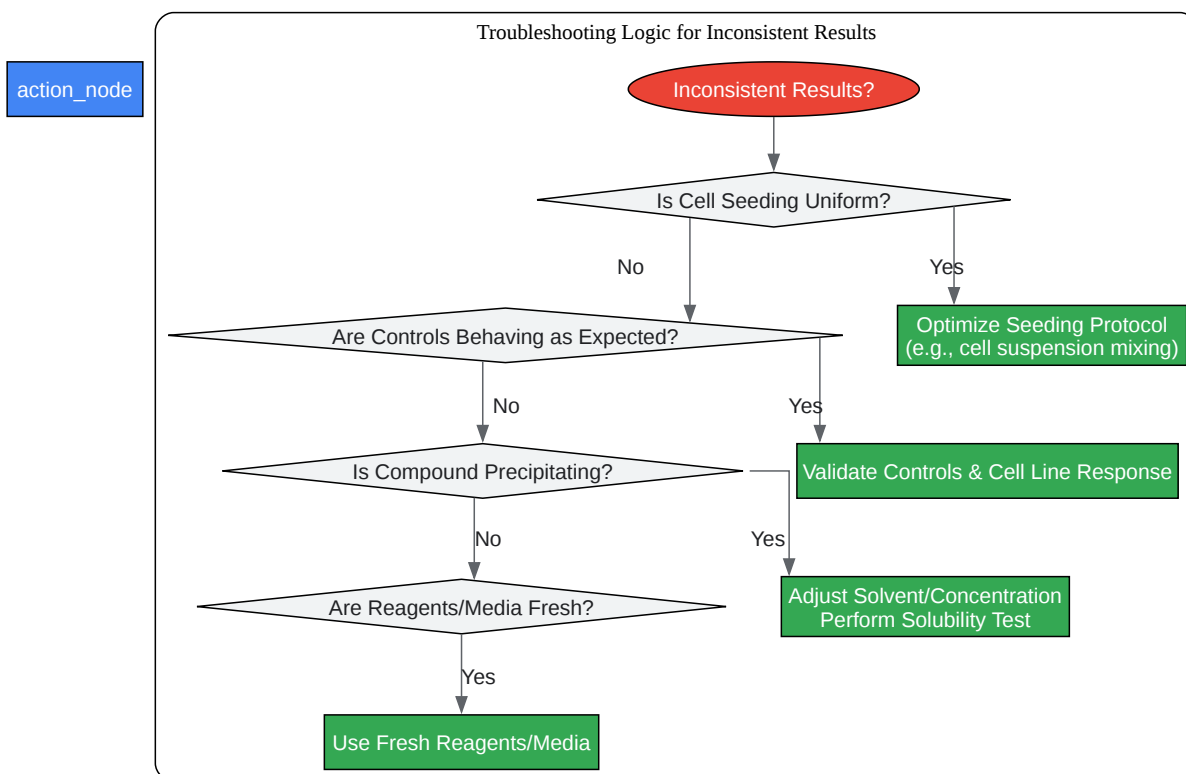 Troubleshooting Logic for Inconsistent Results
action_node
Inconsistent Results?
Is Cell Seeding Uniform?
No
Yes
Are Controls Behaving as Expected?
Optimize Seeding Protocol
(e.g., cell suspension mixing)
No
Yes
Is Compound Precipitating?
Validate Controls & Cell Line Response
No
Yes
Are Reagents/Media Fresh?
Adjust Solvent/Concentration
Perform Solubility Test
Yes
Use Fresh Reagents/Media